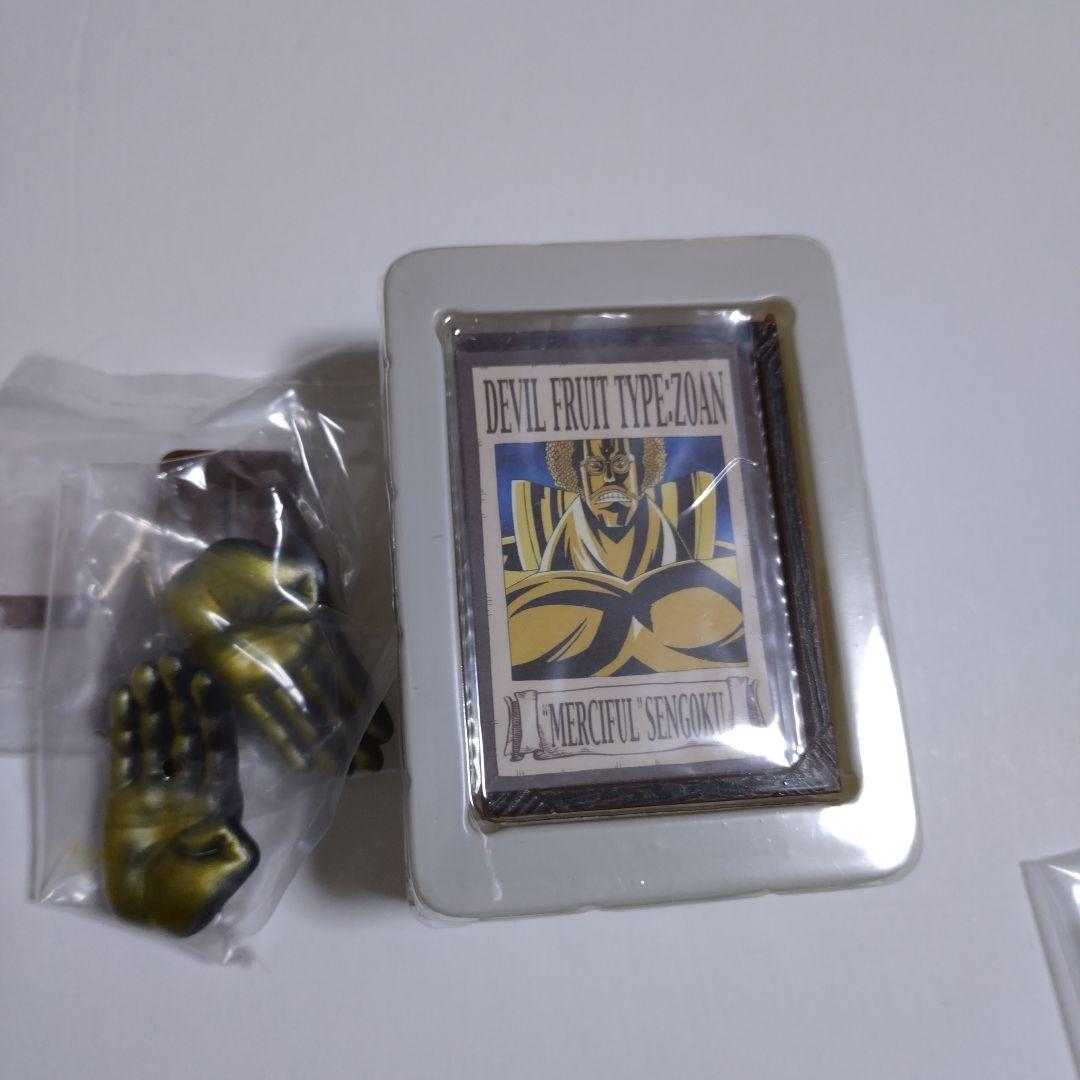 DEVIL FRUIT TYPE:ZOAN
"MERCIFUL" SENGOKU